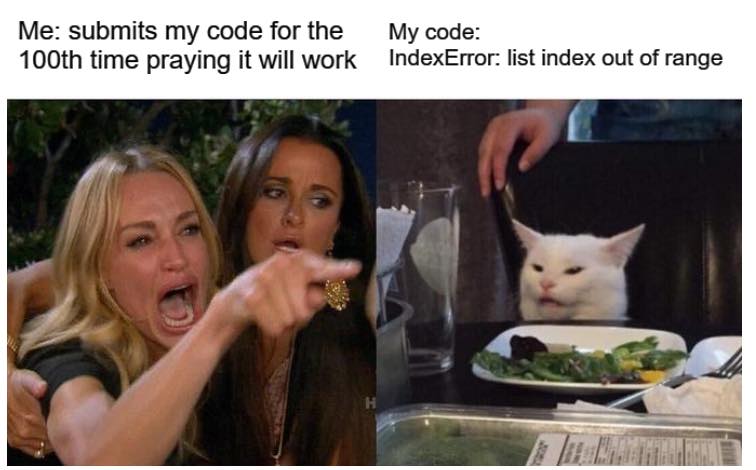 Me: submits my code for the
100th time praying it will work
My code:
IndexError: list index out of range